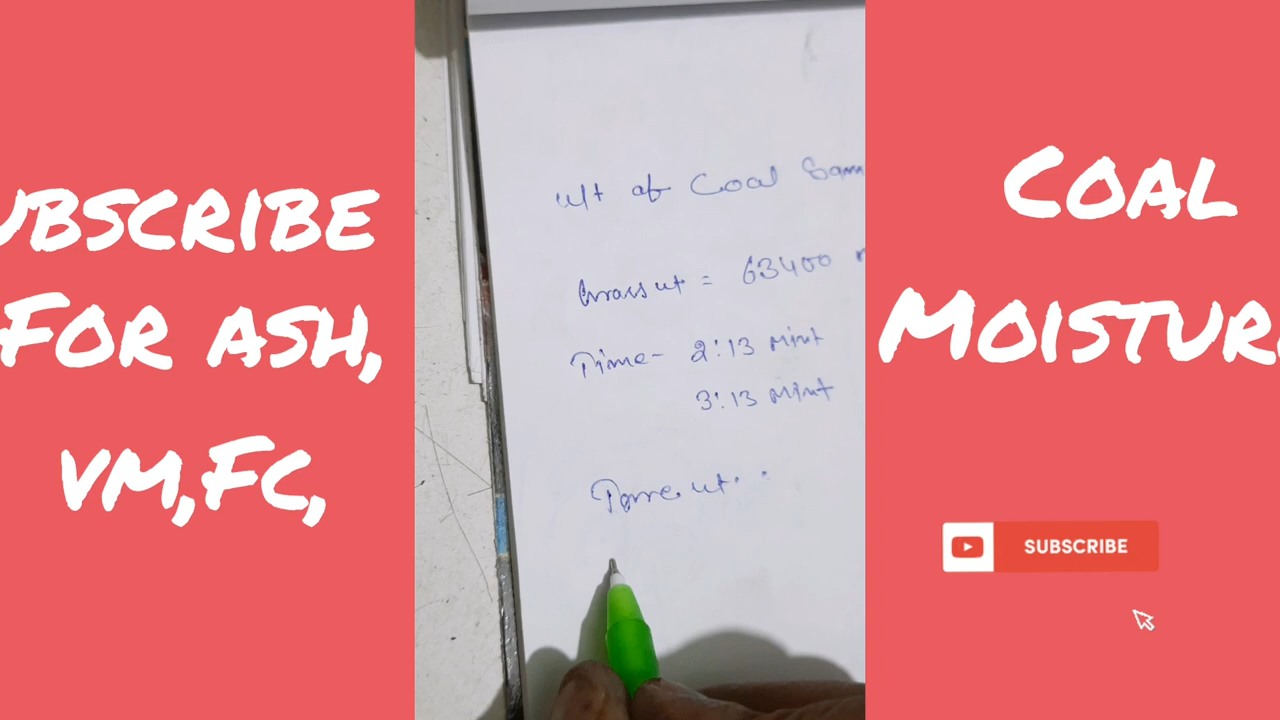 UBSCRIBE
FOR ASH,
VM,FC,
wt of Coal Sam
Gross wt = 63400
Time - 2:13 Mint
3:13 Mint
Tare wt.
COAL
MOISTUR
SUBSCRIBE